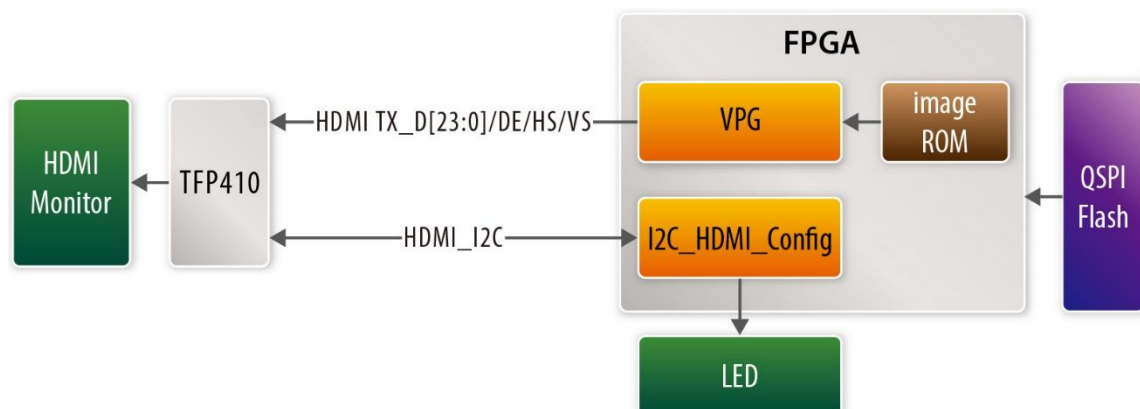 FPGA
HDMI
Monitor
TFP410
HDMI TX_D[23:0]/DE/HS/VS
VPG
image
ROM
QSPI
Flash
HDMI_I2C
I2C_HDMI_Config
LED